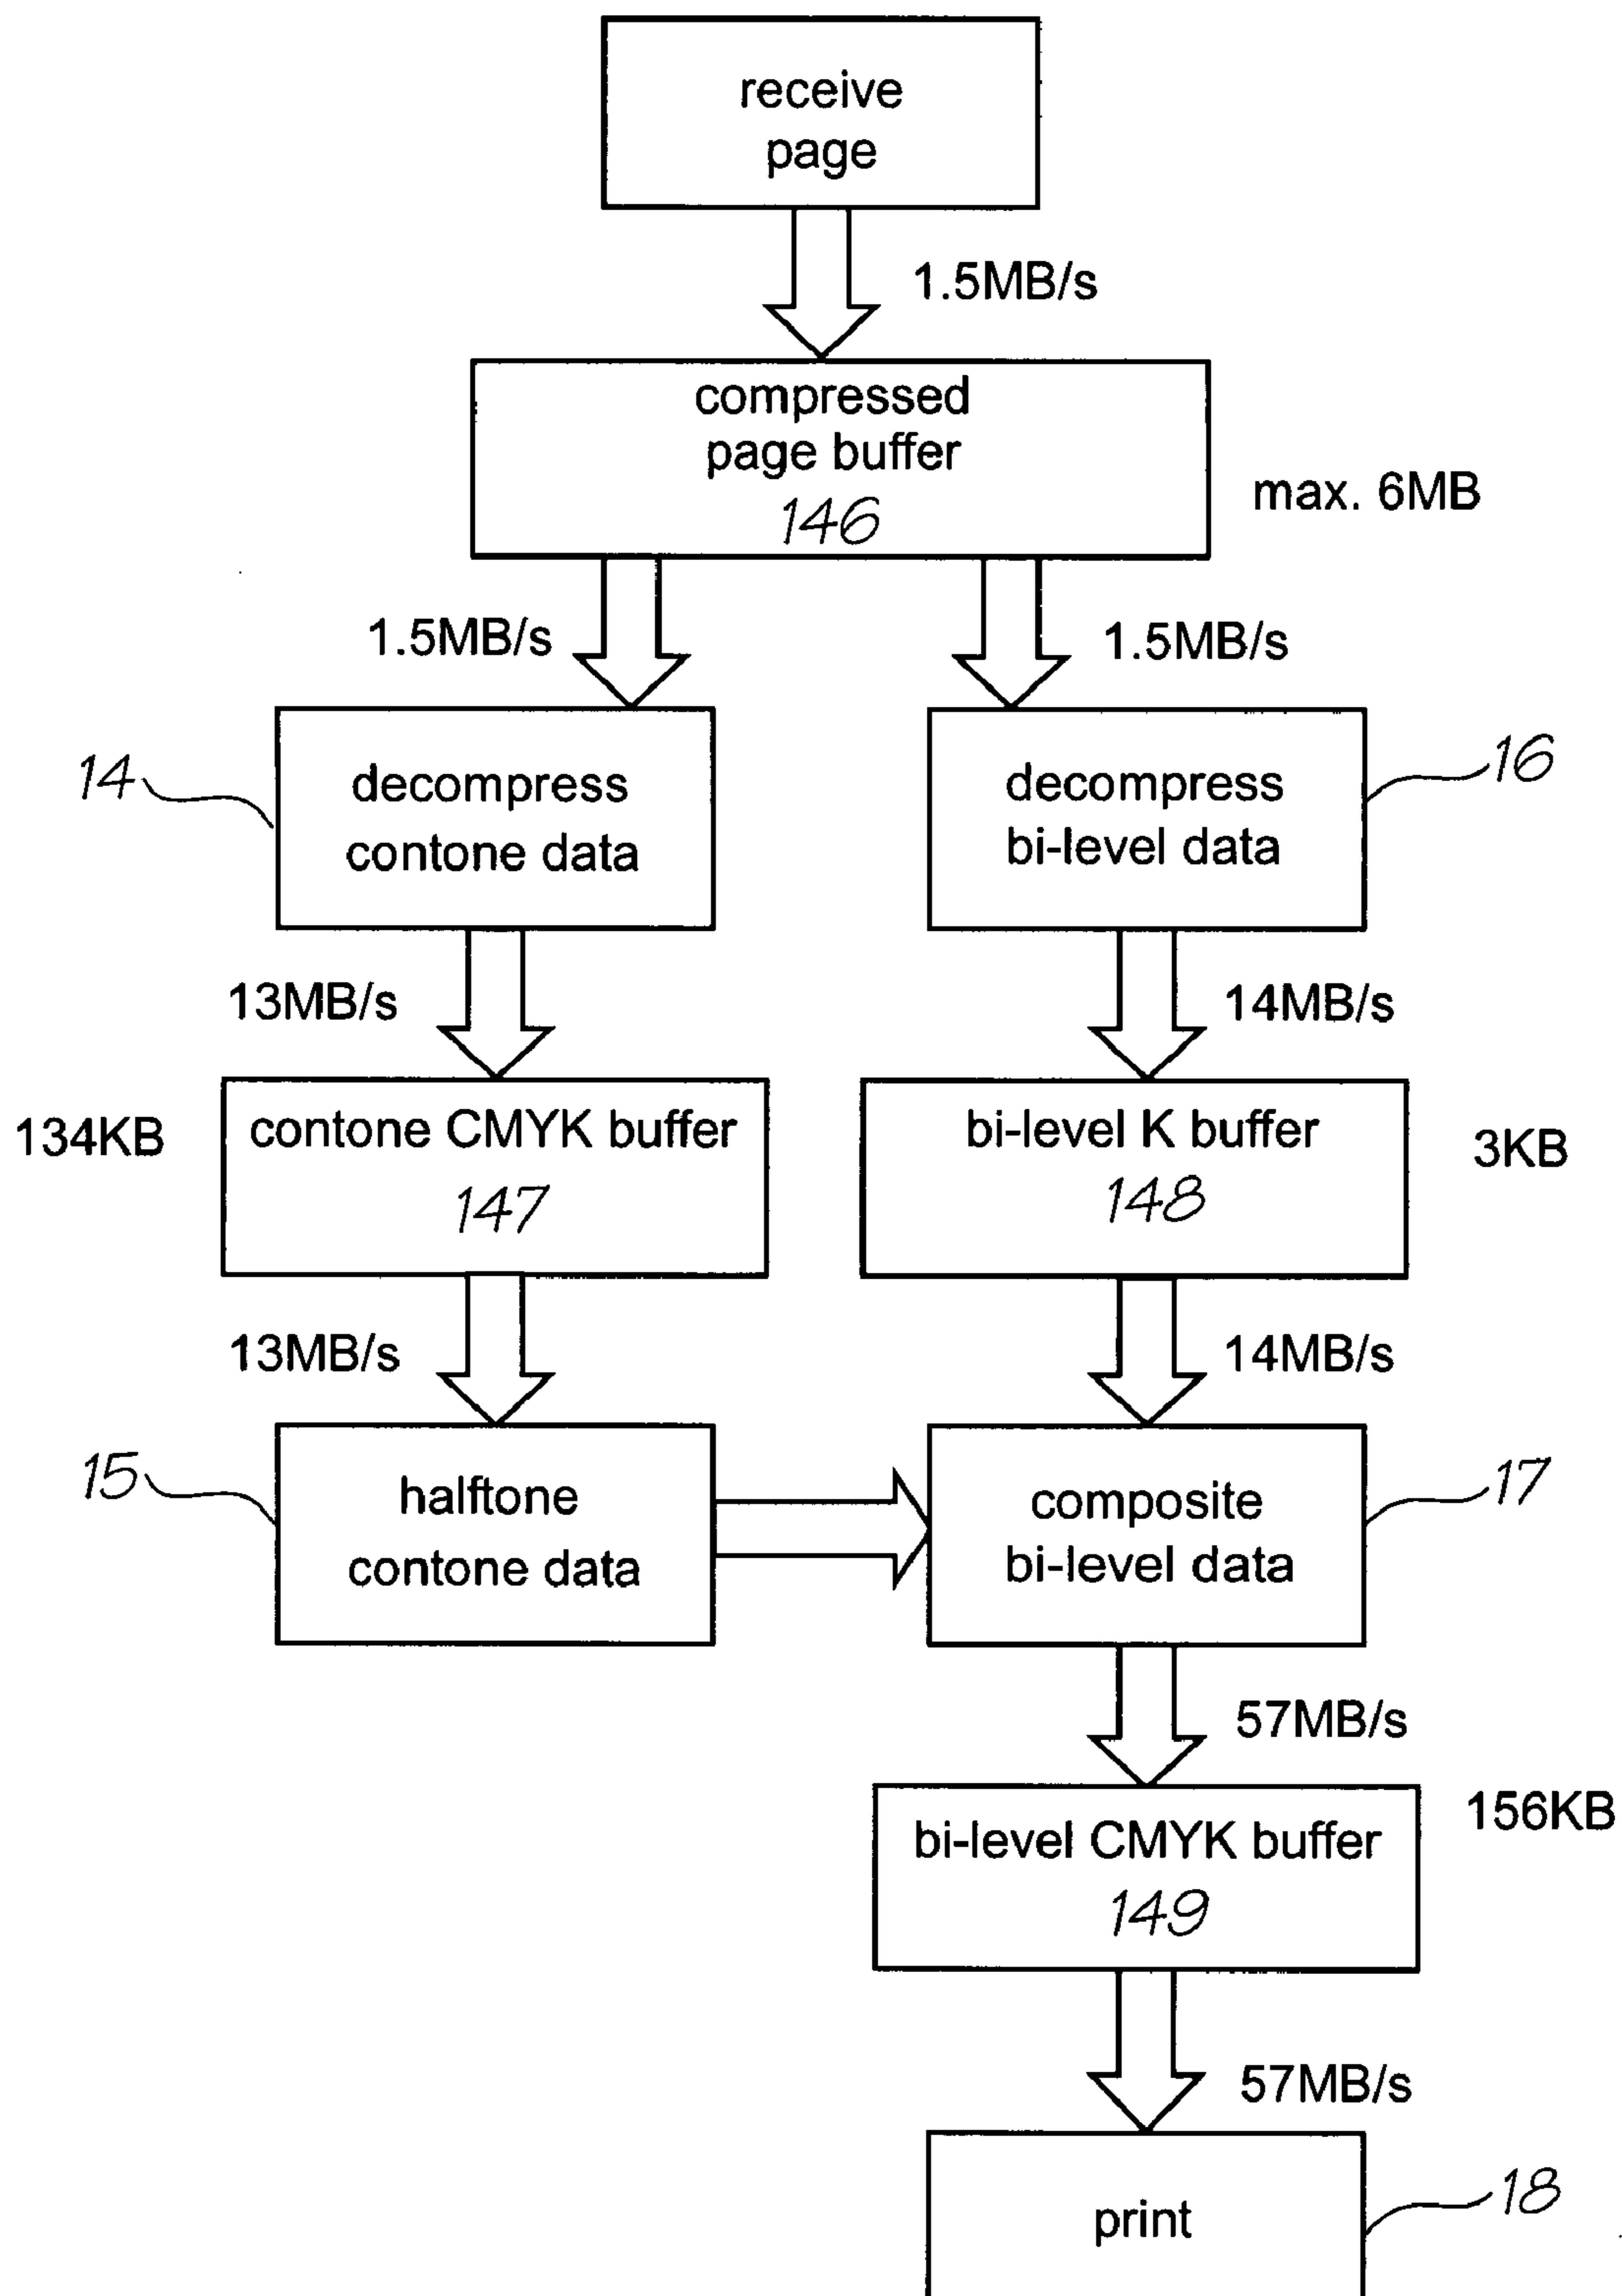 receive
page
1.5MB/s
compressed
page buffer
146
max. 6MB
1.5MB/s
1.5MB/s
14
decompress
contone data
decompress
bi-level data
16
13MB/s
14MB/s
134KB
contone CMYK buffer
147
bi-level K buffer
148
3KB
13MB/s
14MB/s
15
halftone
contone data
composite
bi-level data
17
57MB/s
bi-level CMYK buffer
149
156KB
57MB/s
print
18